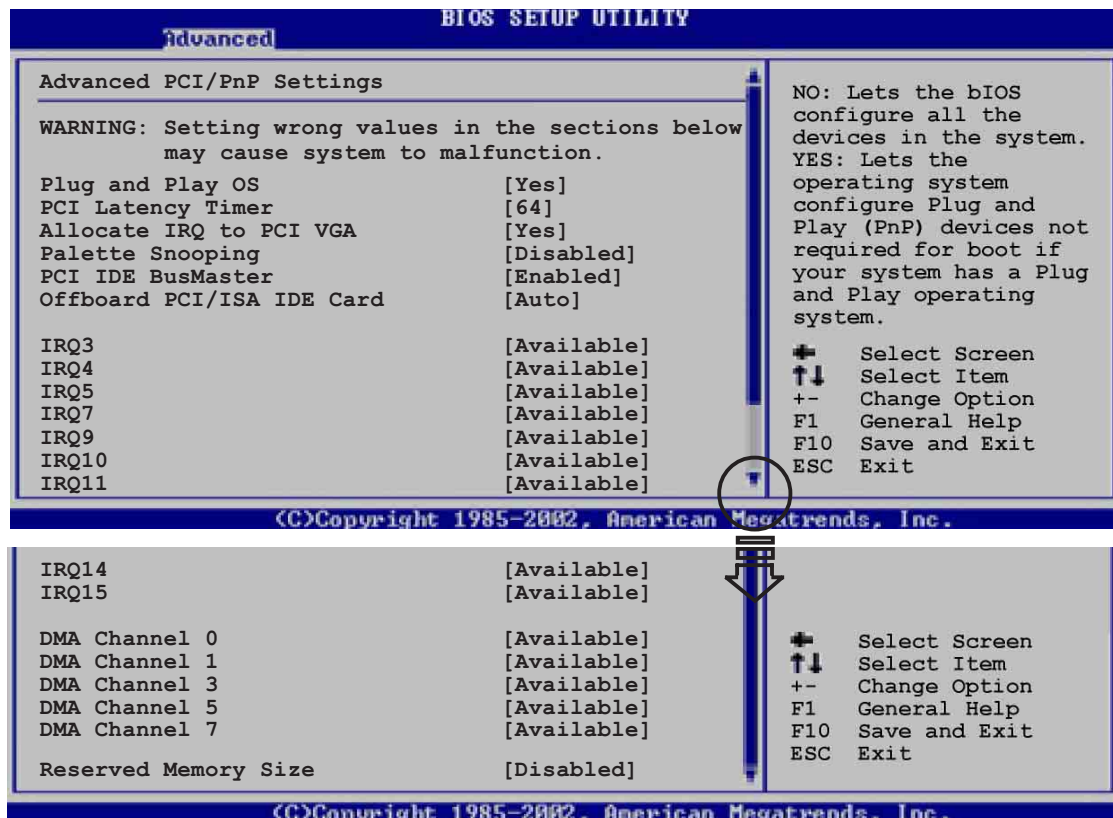 BIOS SETUP UTILITY
Advanced
Advanced PCI/PnP Settings
WARNING: Setting wrong values in the sections below
may cause system to malfunction.
Plug and Play OS [Yes]
PCI Latency Timer [64]
Allocate IRQ to PCI VGA [Yes]
Palette Snooping [Disabled]
PCI IDE BusMaster [Enabled]
Offboard PCI/ISA IDE Card [Auto]
IRQ3 [Available]
IRQ4 [Available]
IRQ5 [Available]
IRQ7 [Available]
IRQ9 [Available]
IRQ10 [Available]
IRQ11 [Available]
NO: Lets the bIOS
configure all the
devices in the system.
YES: Lets the
operating system
configure Plug and
Play (PnP) devices not
required for boot if
your system has a Plug
and Play operating
system.
← Select Screen
↑↓ Select Item
+- Change Option
F1 General Help
F10 Save and Exit
ESC Exit
(C)Copyright 1985-2002, American Megatrends, Inc.
IRQ14 [Available]
IRQ15 [Available]
DMA Channel 0 [Available]
DMA Channel 1 [Available]
DMA Channel 3 [Available]
DMA Channel 5 [Available]
DMA Channel 7 [Available]
Reserved Memory Size [Disabled]
← Select Screen
↑↓ Select Item
+- Change Option
F1 General Help
F10 Save and Exit
ESC Exit
(C)Copyright 1985-2002, American Megatrends, Inc.